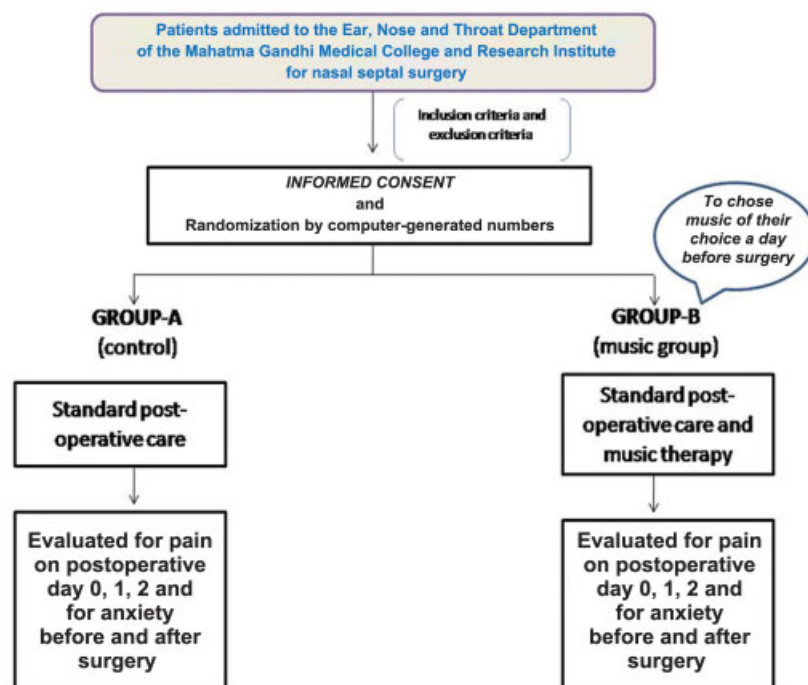 Patients admitted to the Ear, Nose and Throat Department
of the Mahatma Gandhi Medical College and Research Institute
for nasal septal surgery
Inclusion criteria and
exclusion criteria
INFORMED CONSENT
and
Randomization by computer-generated numbers
To chose
music of their
choice a day
before surgery
GROUP-A
(control)
GROUP-B
(music group)
Standard post-
operative care
Standard post-
operative care and
music therapy
Evaluated for pain
on postoperative
day 0, 1, 2 and
for anxiety
before and after
surgery
Evaluated for pain
on postoperative
day 0, 1, 2 and
for anxiety
before and after
surgery